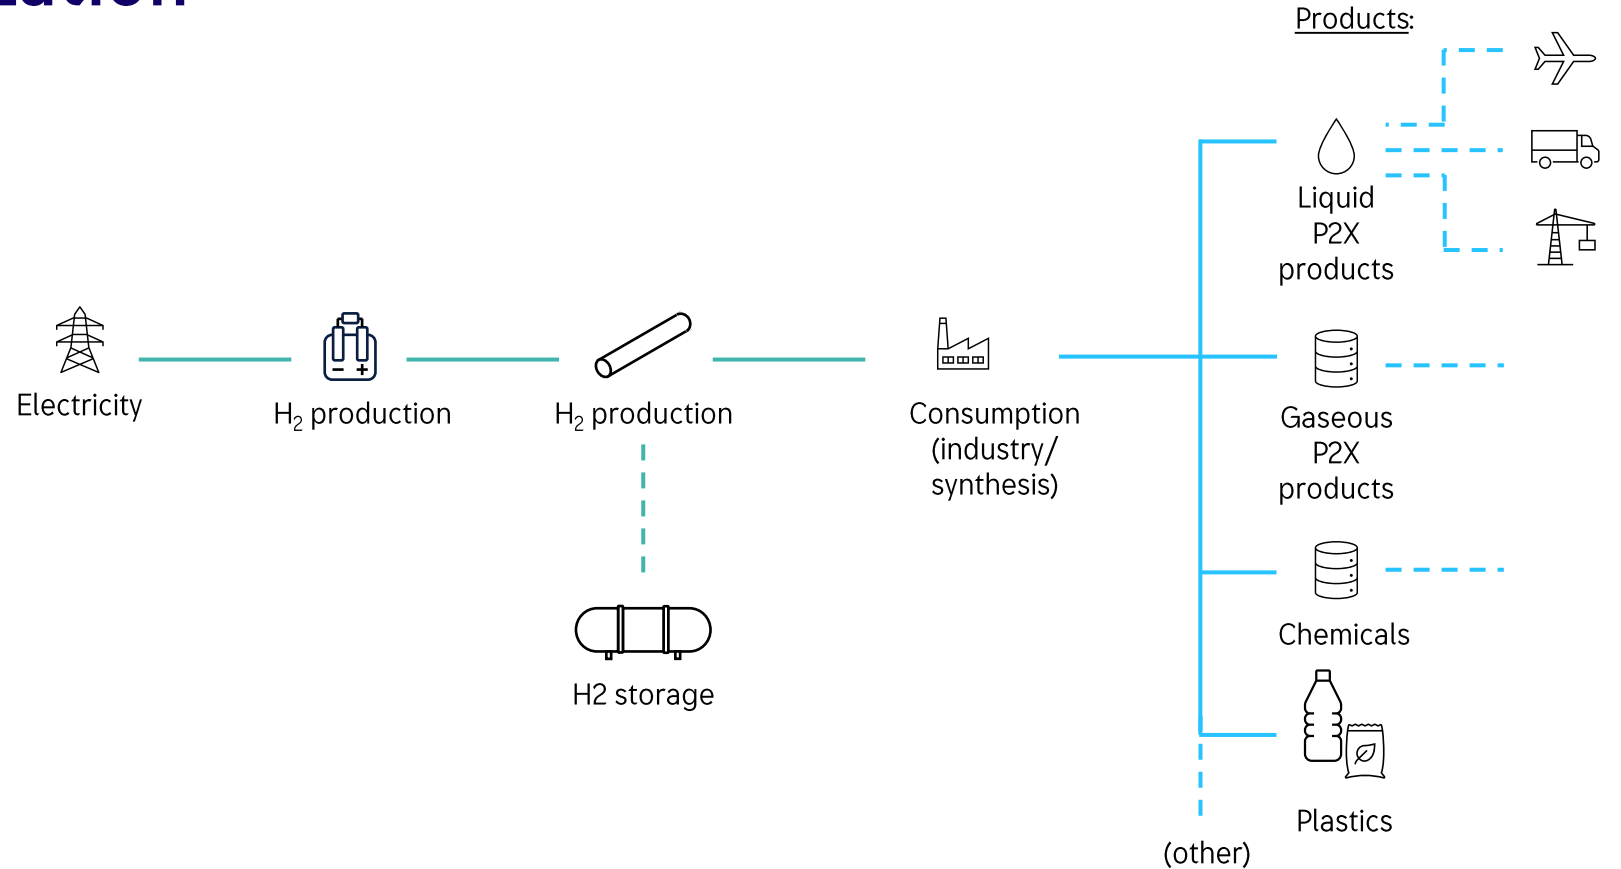 Products:
Liquid
P2X
products
Electricity
H₂ production
H₂ production
Consumption
(industry/
synthesis)
Gaseous
P2X
products
H2 storage
Chemicals
Plastics
(other)